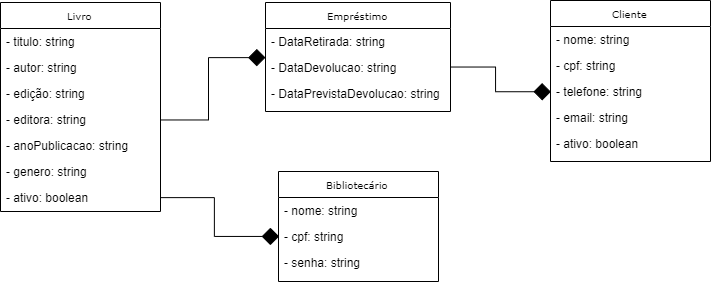 Livro
- titulo: string
- autor: string
- edição: string
- editora: string
- anoPublicacao: string
- genero: string
- ativo: boolean
Empréstimo
- DataRetirada: string
- DataDevolucao: string
- DataPrevistaDevolucao: string
Cliente
- nome: string
- cpf: string
- telefone: string
- email: string
- ativo: boolean
Bibliotecário
- nome: string
- cpf: string
- senha: string